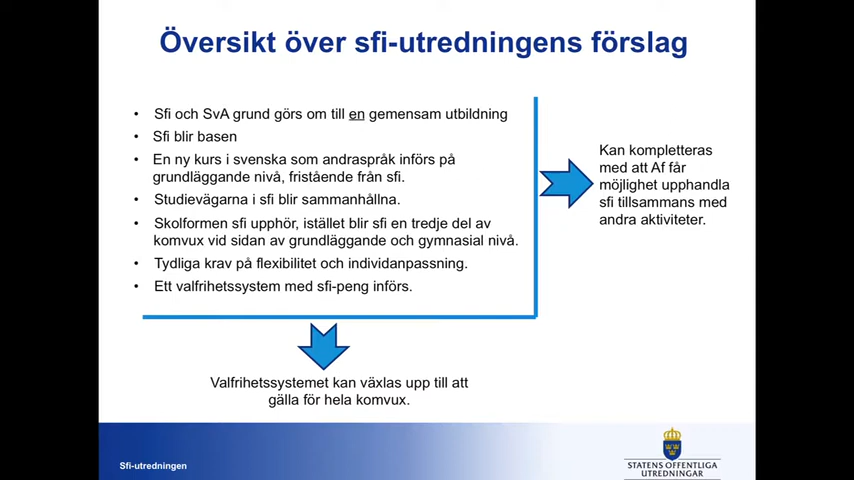 Översikt över sfi-utredningens förslag
• Sfi och SvA grund görs om till en gemensam utbildning
• Sfi blir basen
• En ny kurs i svenska som andraspråk införs på
grundläggande nivå, fristående från sfi.
• Studievägarna i sfi blir sammanhållna.
• Skolformen sfi upphör, istället blir sfi en tredje del av
komvux vid sidan av grundläggande och gymnasial nivå.
• Tydliga krav på flexibilitet och individanpassning.
• Ett valfrihetssystem med sfi-peng införs.
Kan kompletteras
med att Af får
möjlighet upphandla
sfi tillsammans med
andra aktiviteter.
Valfrihetssystemet kan växlas upp till att
gälla för hela komvux.
Sfi-utredningen
STATENS OFFENTLIGA
UTREDNINGAR